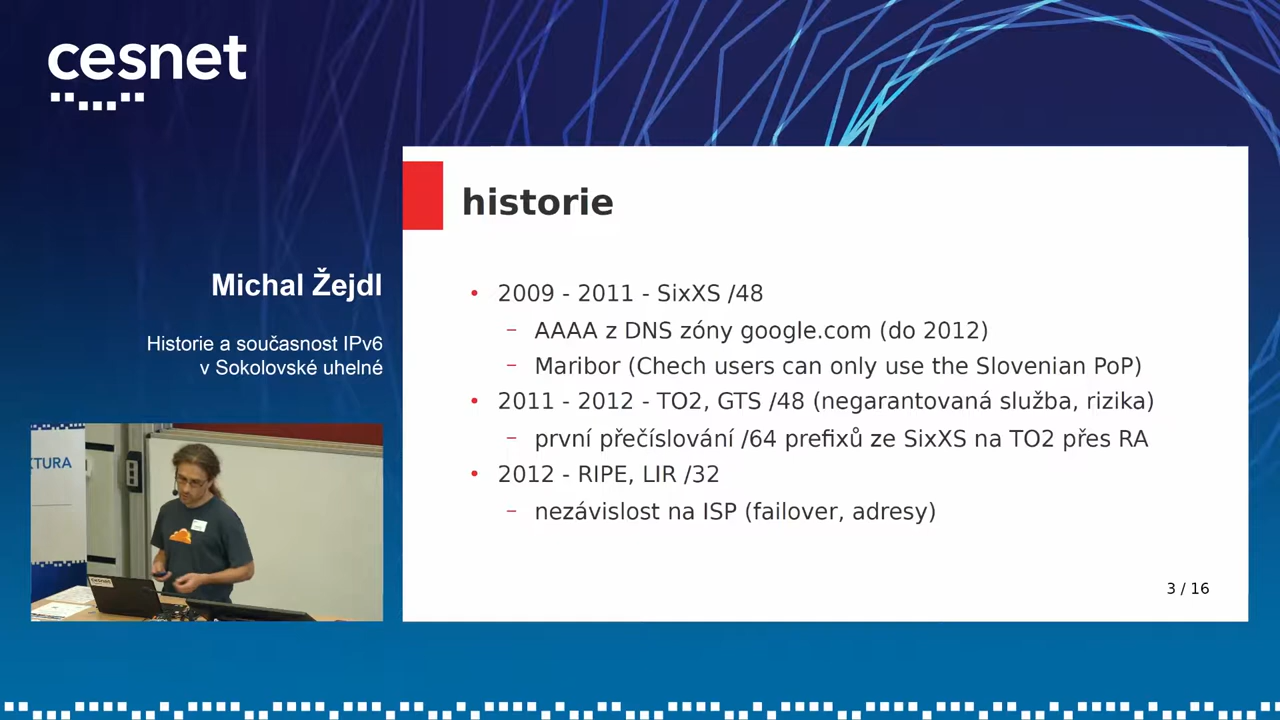 cesnet
historie
Michal Žejdl
Historie a současnost IPv6
v Sokolovské uhelné
2009 - 2011 - SixXS /48
AAAA z DNS zóny google.com (do 2012)
Maribor (Chech users can only use the Slovenian PoP)
2011 - 2012 - TO2, GTS /48 (negarantovaná služba, rizika)
první přečíslování /64 prefixů ze SixXS na TO2 přes RA
2012 - RIPE, LIR /32
nezávislost na ISP (failover, adresy)
3 / 16
KTURA
cesnet